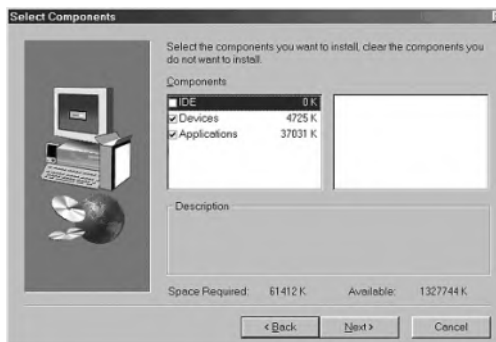 Select Components
Select the components you want to install, clear the components you
do not want to install.
Components
IDE 0 K
Devices 4725 K
Applications 37031 K
Description
Space Required: 61412 K Available: 1327744 K
< Back Next > Cancel